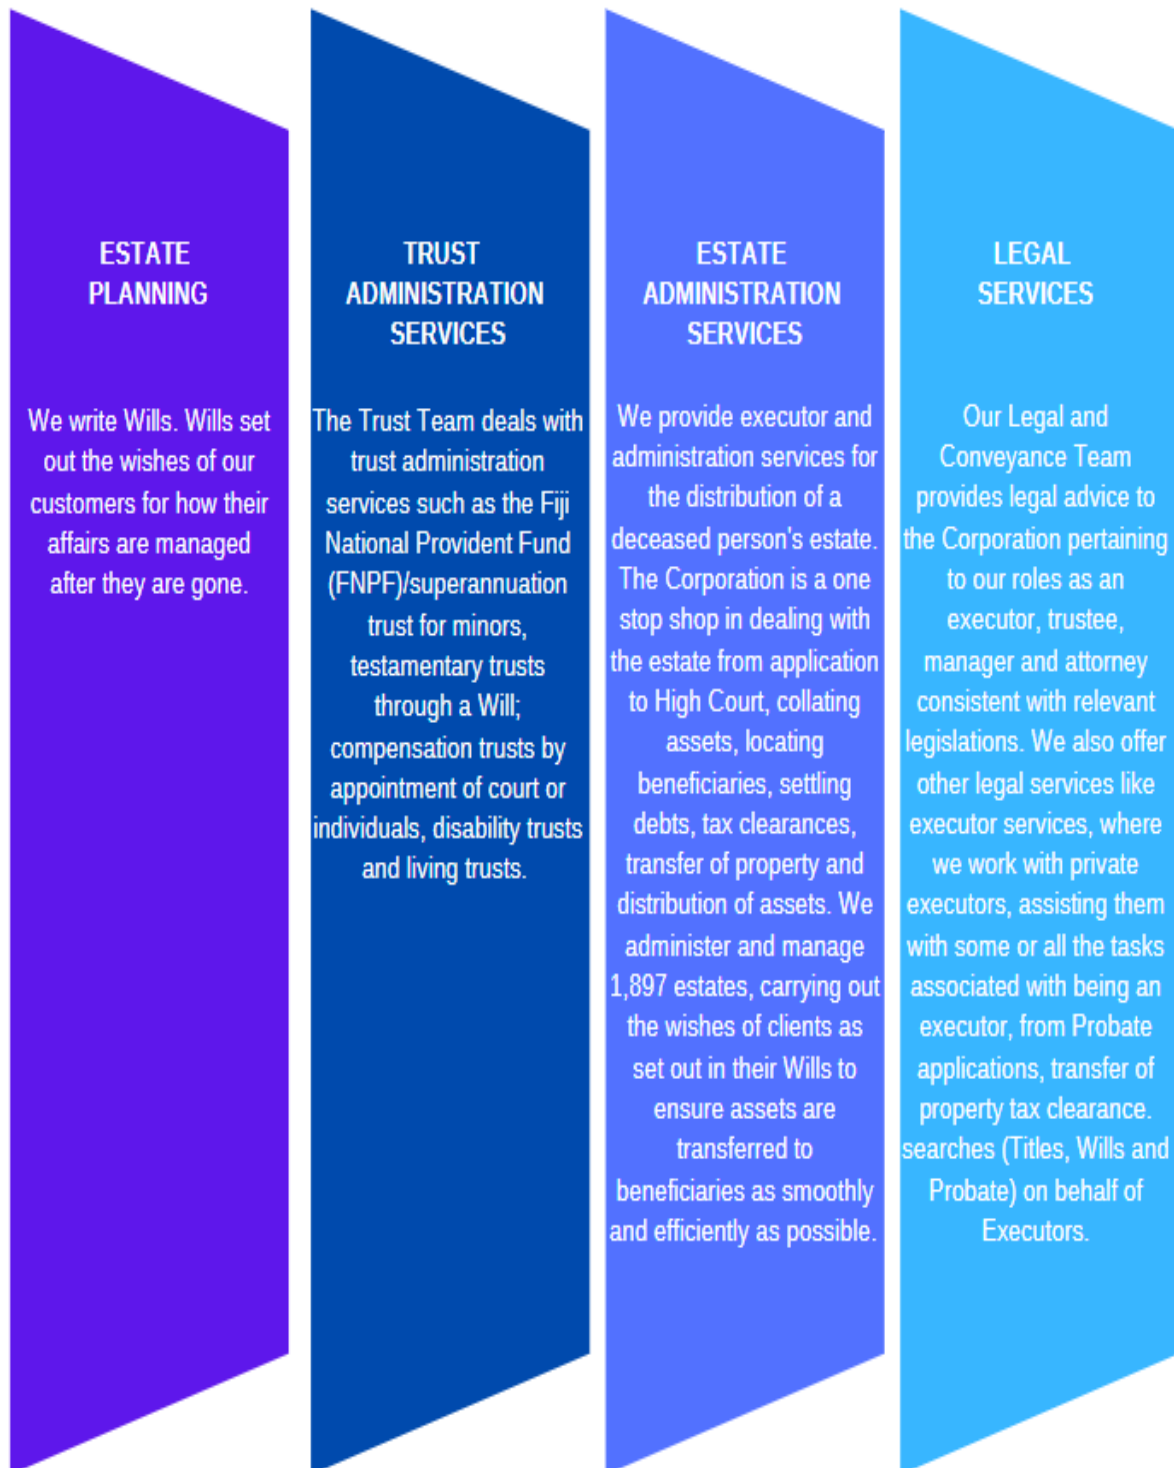 ESTATE
PLANNING
We write Wills. Wills set
out the wishes of our
customers for how their
affairs are managed
after they are gone.
TRUST
ADMINISTRATION
SERVICES
The Trust Team deals with
trust administration
services such as the Fiji
National Provident Fund
(FNPF)/superannuation
trust for minors,
testamentary trusts
through a Will;
compensation trusts by
appointment of court or
individuals, disability trusts
and living trusts.
ESTATE
ADMINISTRATION
SERVICES
We provide executor and
administration services for
the distribution of a
deceased person's estate.
The Corporation is a one
stop shop in dealing with
the estate from application
to High Court, collating
assets, locating
beneficiaries, settling
debts, tax clearances,
transfer of property and
distribution of assets. We
administer and manage
1,897 estates, carrying out
the wishes of clients as
set out in their Wills to
ensure assets are
transferred to
beneficiaries as smoothly
and efficiently as possible.
LEGAL
SERVICES
Our Legal and
Conveyance Team
provides legal advice to
the Corporation pertaining
to our roles as an
executor, trustee,
manager and attorney
consistent with relevant
legislations. We also offer
other legal services like
executor services, where
we work with private
executors, assisting them
with some or all the tasks
associated with being an
executor, from Probate
applications, transfer of
property tax clearance.
searches (Titles, Wills and
Probate) on behalf of
Executors.